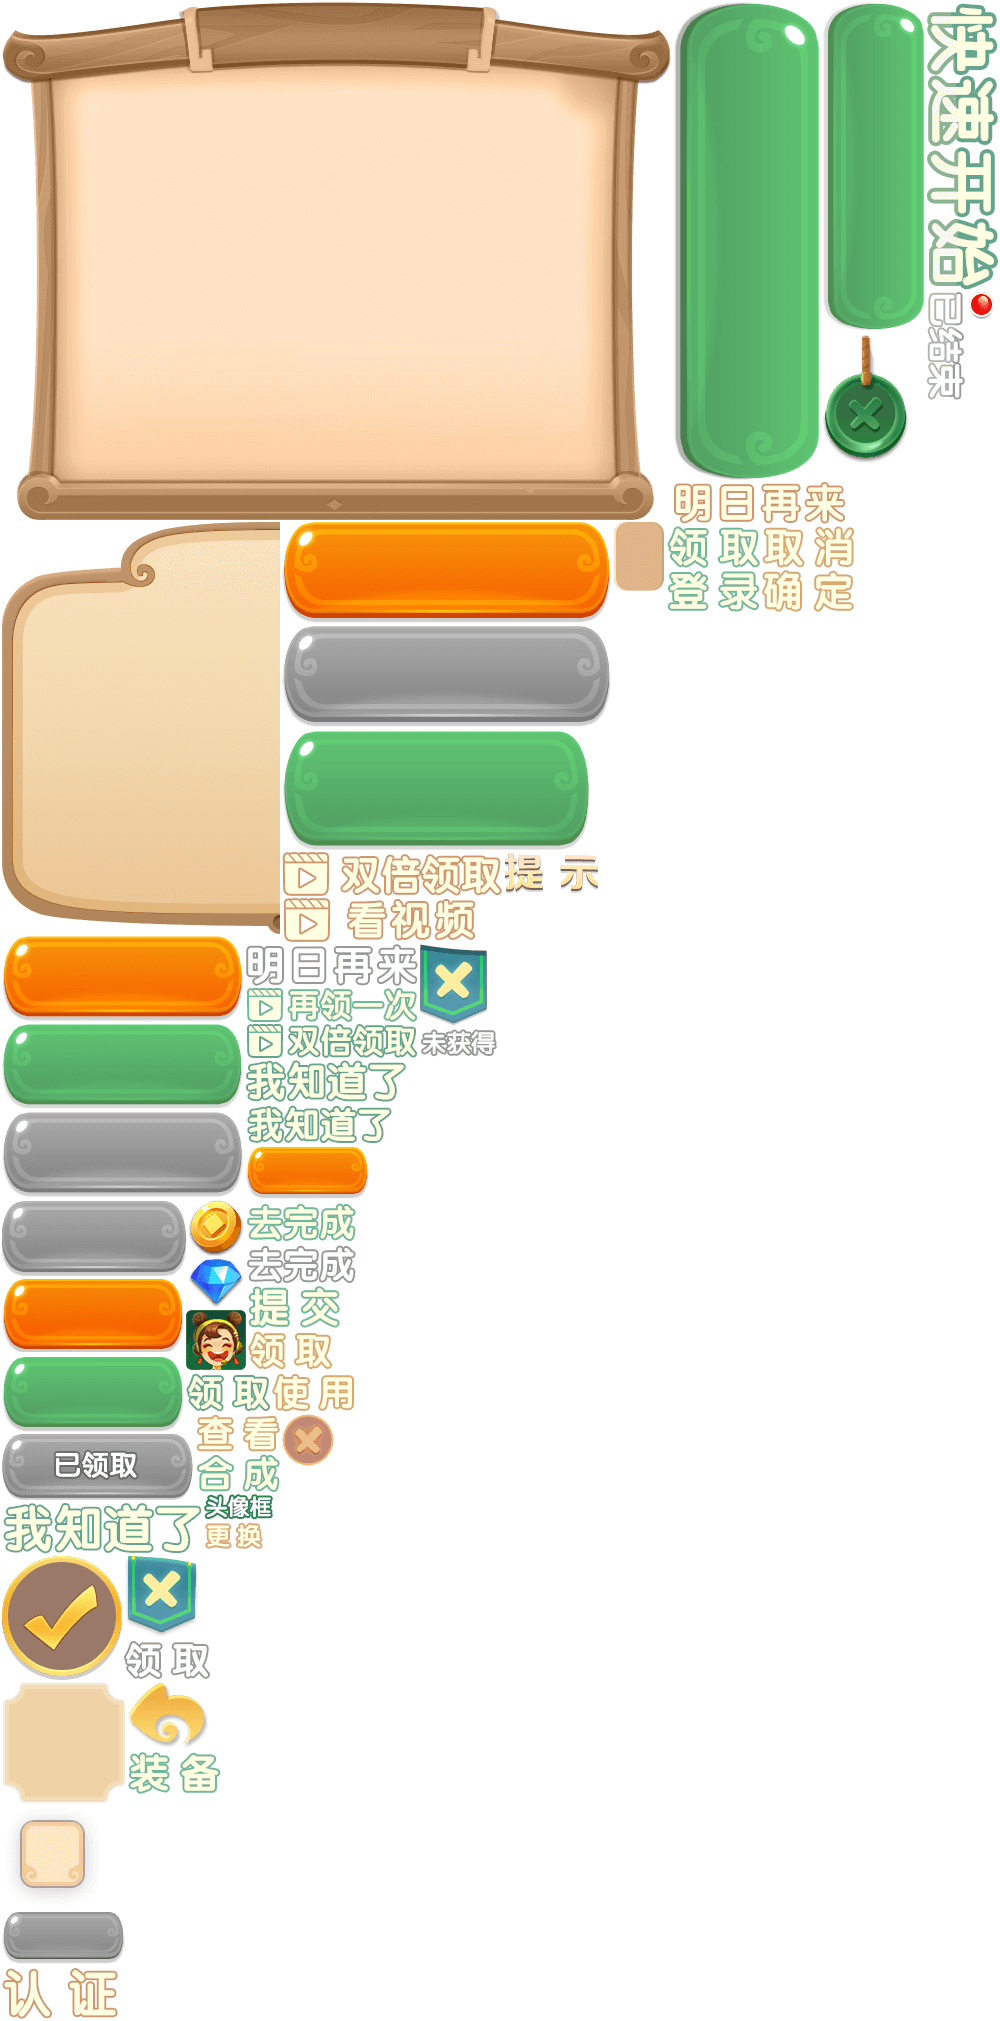 快速开始
已结束
明日再来
领取取消
登录确定
双倍领取提示
看视频
明日再来
再领一次
双倍领取
未获得
我知道了
我知道了
去完成
去完成
提交
领取
领取使用
查看
已领取
合成
头像框
我知道了
更换
领取
装备
认证